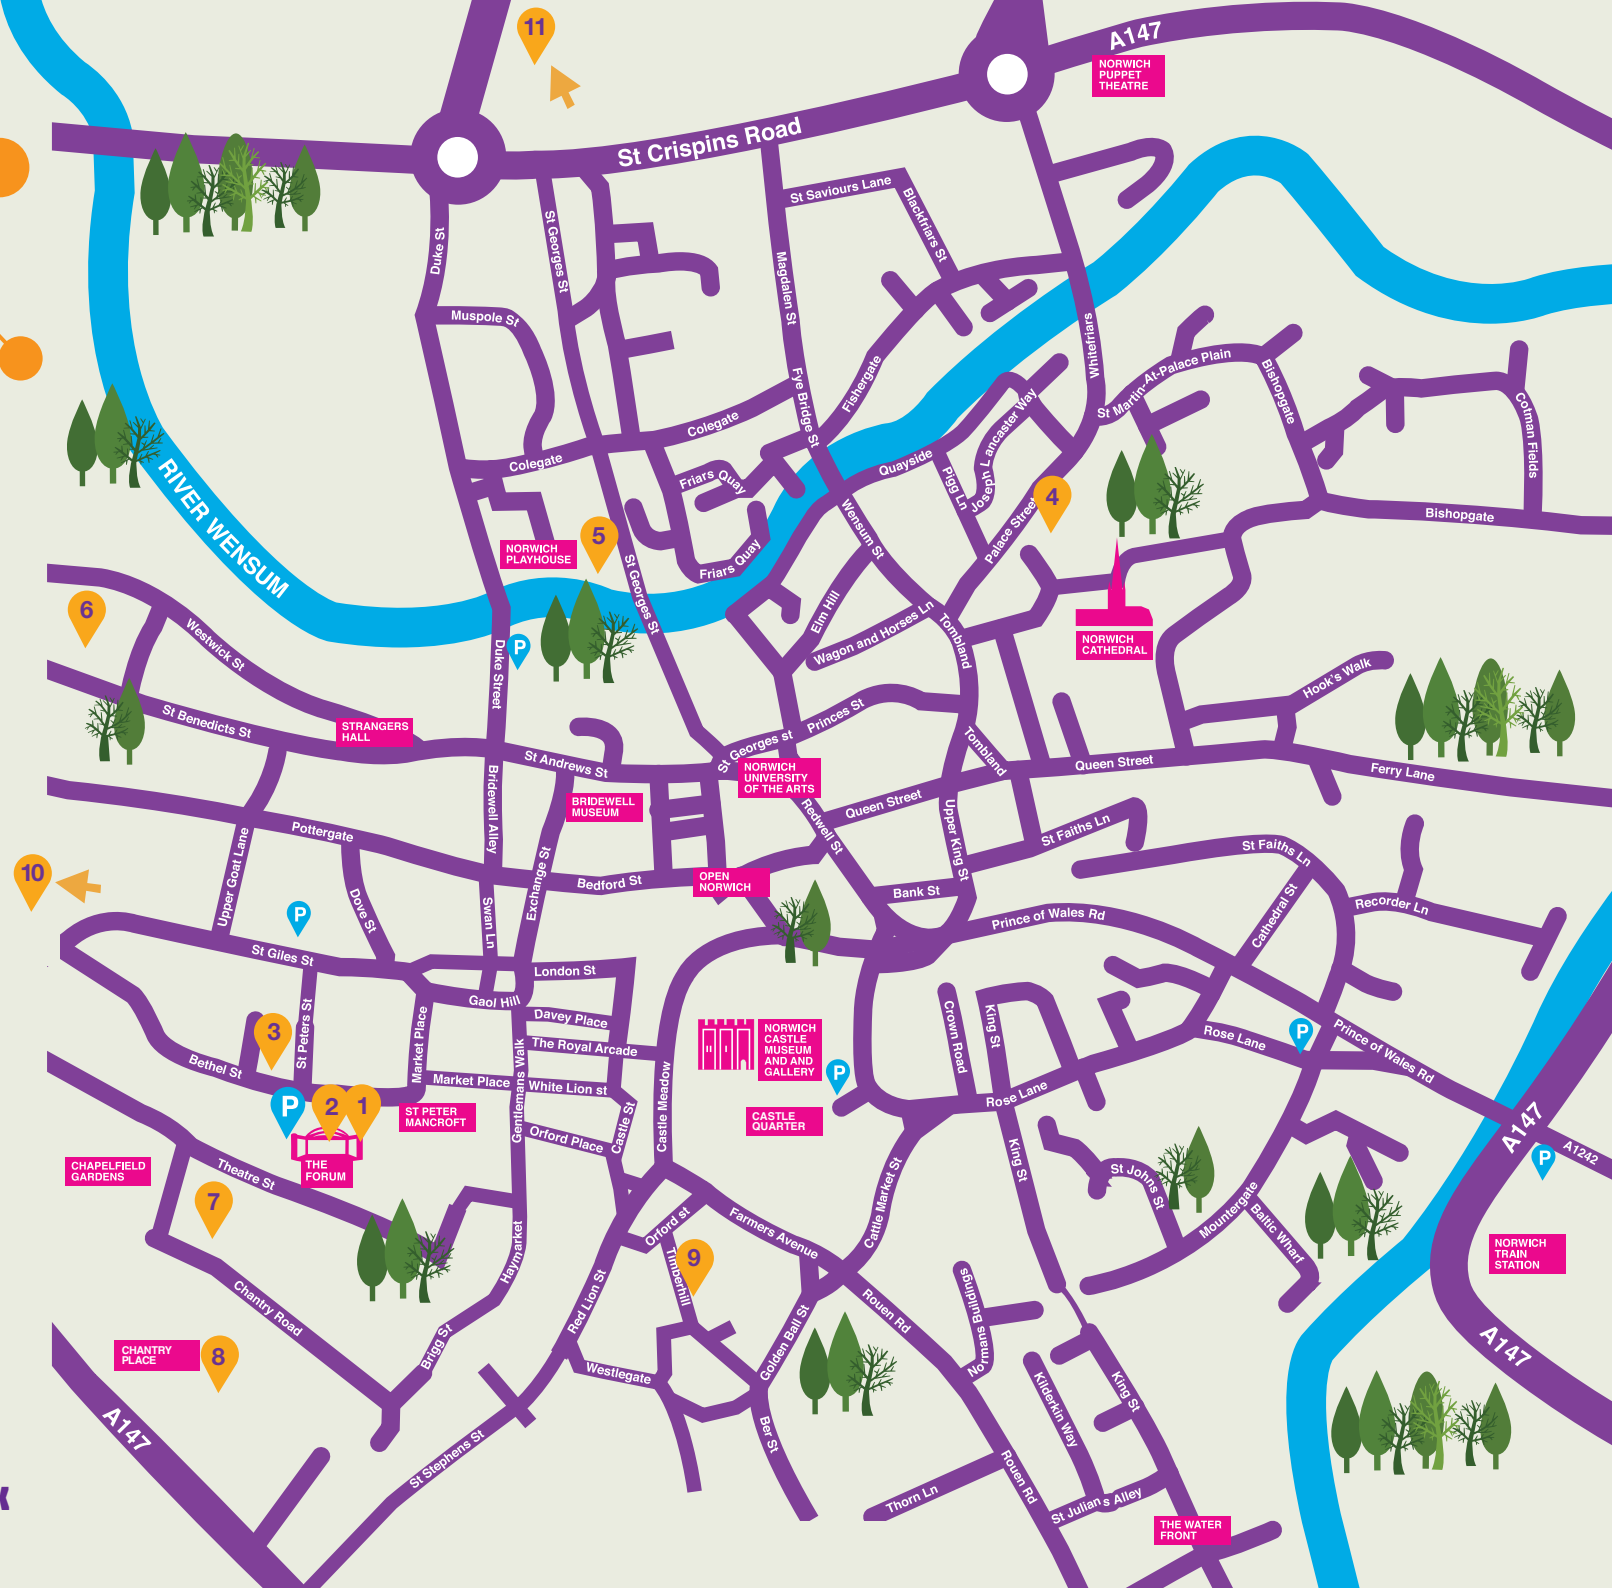 11
A147
NORWICH
PUPPET
THEATRE
St Crispins Road
St Saviours Lane
Blackfriars St
Duke St
St Georges St
Magdalen St
Muspole St
Whitefriars
Fishergate
Fye Bridge St
St Martin-At-Palace Plain
Bishopgate
Cotman Fields
Colegate
Colegate
Friars Quay
Quayside
Pigg Ln
Joseph Lancaster Way
4
Palace Street
Bishopgate
RIVER WENSUM
5
NORWICH
PLAYHOUSE
Wensum St
Friars Quay
St Georges St
6
Elm Hill
Wagon and Horses Ln
Tombland
NORWICH
CATHEDRAL
Westwick St
P
Duke Street
Hook's Walk
St Benedicts St
STRANGERS
HALL
Princes St
St Georges st
St Andrews St
Tombland
Queen Street
Ferry Lane
NORWICH
UNIVERSITY
OF THE ARTS
BRIDEWELL
MUSEUM
Bridewell Alley
Pottergate
Redwell St
Queen Street
Upper King St
St Faiths Ln
St Faiths Ln
10
Upper Goat Lane
Dove St
Exchange St
Bedford St
OPEN
NORWICH
Bank St
Swan Ln
P
Prince of Wales Rd
Cathedral St
Recorder Ln
St Giles St
London St
Gaol Hill
Davey Place
The Royal Arcade
St Peters St
Market Place
3
Bethel St
Market Place
White Lion st
Gentlemans Walk
Castle Meadow
NORWICH
CASTLE
MUSEUM
AND AND
GALLERY
P
Crown Road
King St
Rose Lane
P
Prince of Wales Rd
Rose Lane
CASTLE
QUARTER
P
2
1
ST PETER
MANCROFT
Orford Place
Castle St
A147
A1242
P
THE
FORUM
CHAPELFIELD
GARDENS
Theatre St
King St
St Johns St
Cattle Market St
7
Orford st
Farmers Avenue
Mountergate
Baltic Wharf
NORWICH
TRAIN
STATION
Haymarket
Timberhill
9
Chantry Road
Red Lion St
Rouen Rd
Normans Buildings
CHANTRY
PLACE
8
Brigg St
Golden Ball St
A147
Westlegate
Kilderkin Way
King St
A147
Ber St
St Stephens St
Rouen Rd
Thorn Ln
St Julians Alley
THE WATER
FRONT